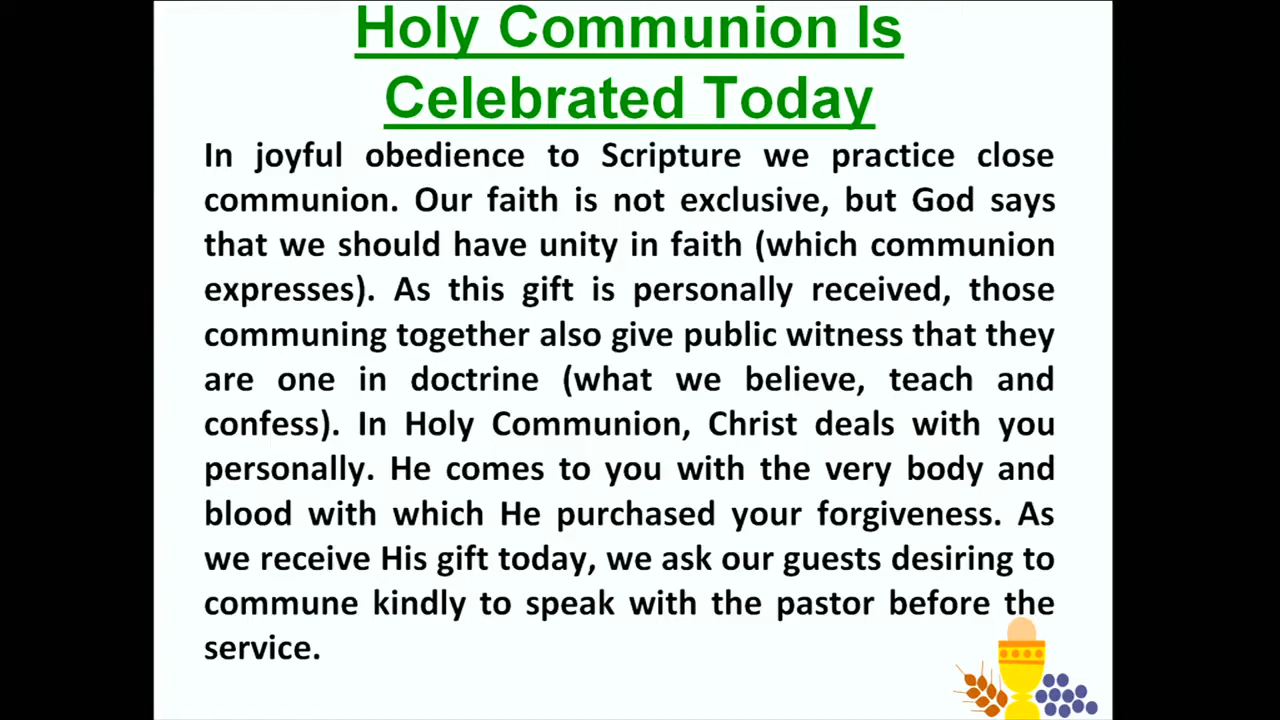 Holy Communion Is
Celebrated Today
In joyful obedience to Scripture we practice close
communion. Our faith is not exclusive, but God says
that we should have unity in faith (which communion
expresses). As this gift is personally received, those
communing together also give public witness that they
are one in doctrine (what we believe, teach and
confess). In Holy Communion, Christ deals with you
personally. He comes to you with the very body and
blood with which He purchased your forgiveness. As
we receive His gift today, we ask our guests desiring to
commune kindly to speak with the pastor before the
service.